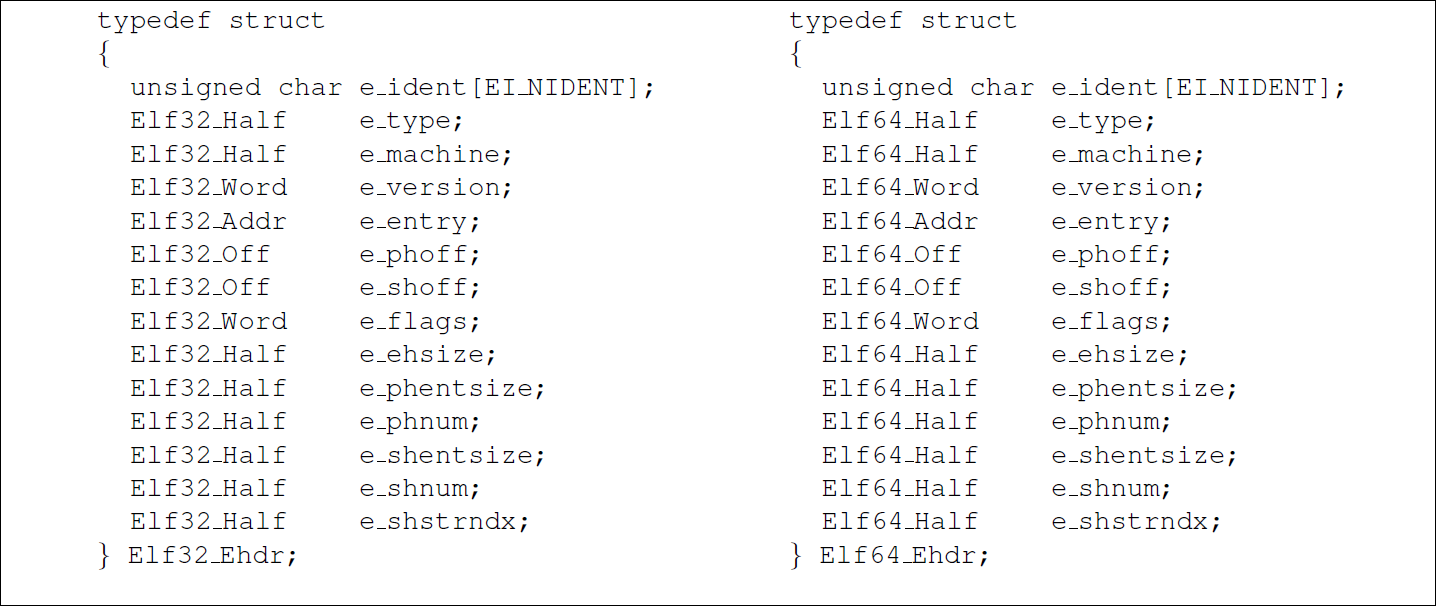 typedef struct
{
unsigned char e_ident[EI_NIDENT];
Elf32_Half e_type;
Elf32_Half e_machine;
Elf32_Word e_version;
Elf32_Addr e_entry;
Elf32_Off e_phoff;
Elf32_Off e_shoff;
Elf32_Word e_flags;
Elf32_Half e_ehsize;
Elf32_Half e_phentsize;
Elf32_Half e_phnum;
Elf32_Half e_shentsize;
Elf32_Half e_shnum;
Elf32_Half e_shstrndx;
} Elf32_Ehdr;
typedef struct
{
unsigned char e_ident[EI_NIDENT];
Elf64_Half e_type;
Elf64_Half e_machine;
Elf64_Word e_version;
Elf64_Addr e_entry;
Elf64_Off e_phoff;
Elf64_Off e_shoff;
Elf64_Word e_flags;
Elf64_Half e_ehsize;
Elf64_Half e_phentsize;
Elf64_Half e_phnum;
Elf64_Half e_shentsize;
Elf64_Half e_shnum;
Elf64_Half e_shstrndx;
} Elf64_Ehdr;